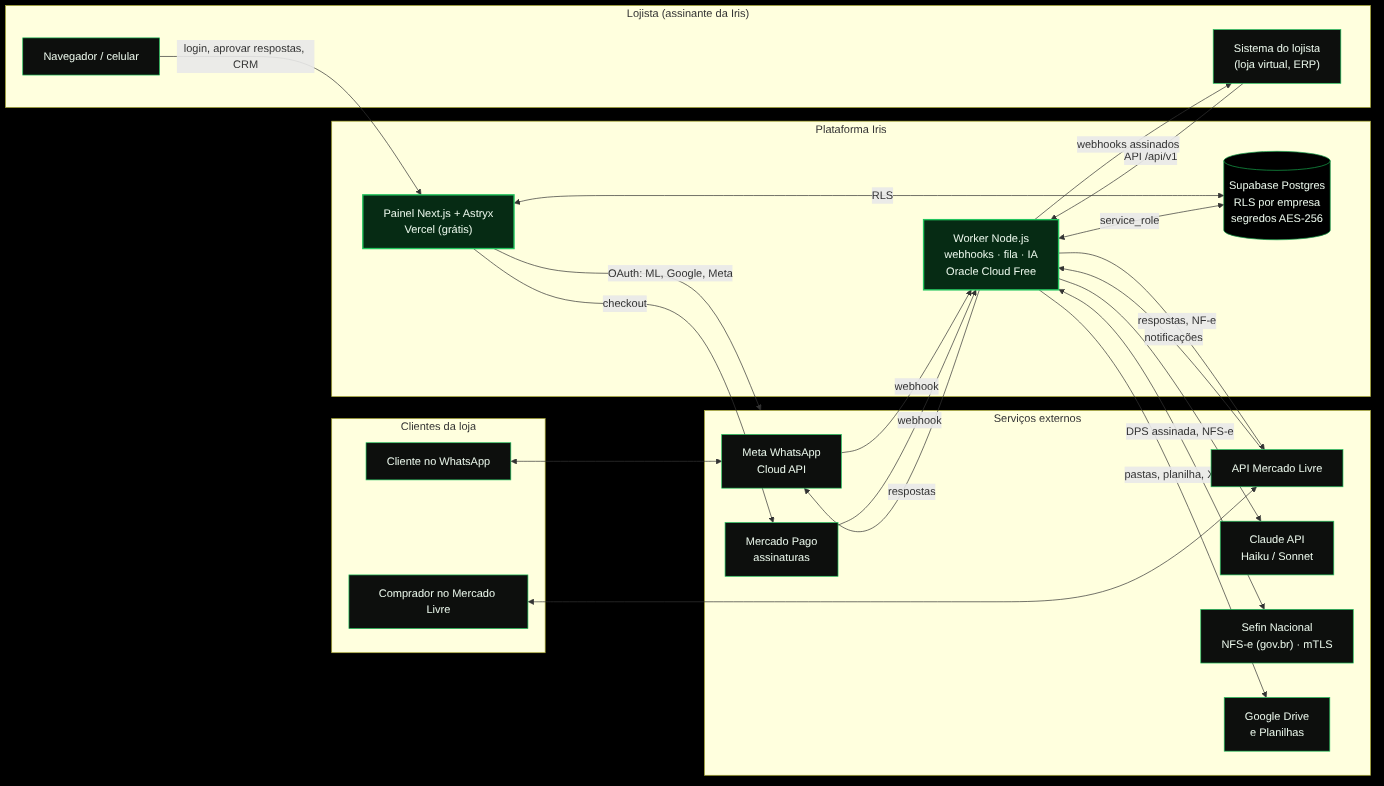 Lojista (assinante da Iris)
Navegador / celular
login, aprovar respostas,
CRM
Sistema do lojista
(loja virtual, ERP)
Plataforma Iris
webhooks assinados
API /api/v1
Painel Next.js + Astryx
Vercel (grátis)
RLS
Supabase Postgres
RLS por empresa
segredos AES-256
service_role
Worker Node.js
webhooks · fila · IA
Oracle Cloud Free
OAuth: ML, Google, Meta
checkout
respostas, NF-e
notificações
webhook
webhook
Clientes da loja
Cliente no WhatsApp
Comprador no Mercado
Livre
Serviços externos
DPS assinada, NFS-e
pastas, planilha,
Meta WhatsApp
Cloud API
respostas
Mercado Pago
assinaturas
API Mercado Livre
Claude API
Haiku / Sonnet
Sefin Nacional
NFS-e (gov.br) · mTLS
Google Drive
e Planilhas